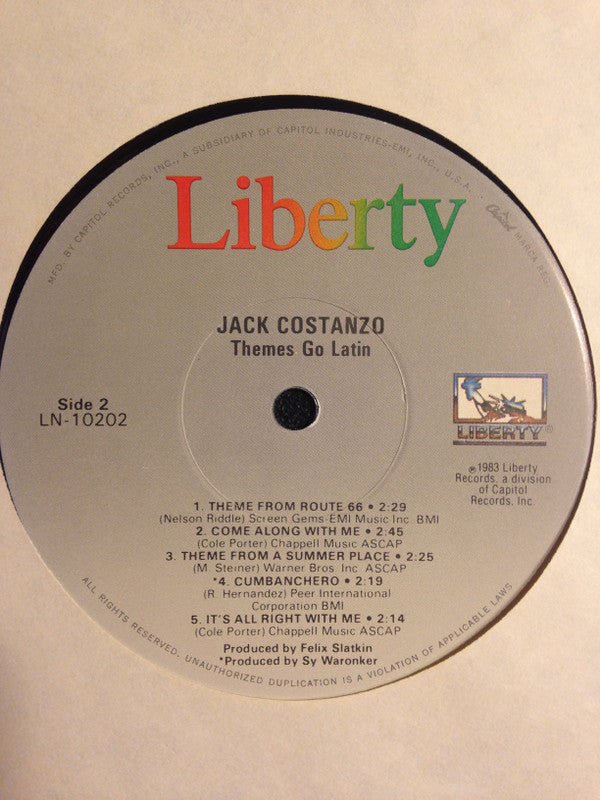 MFD. BY CAPITOL RECORDS, INC., A SUBSIDIARY OF CAPITOL INDUSTRIES-EMI, INC., U.S.A. • Capitol MARCA REG.
Liberty
JACK COSTANZO
Themes Go Latin
Side 2
LN-10202
LIBERTY®
℗1983 Liberty
Records, a division
of Capitol
Records, Inc.
1. THEME FROM ROUTE 66 • 2:29
(Nelson Riddle) Screen Gems-EMI Music Inc BMI
2. COME ALONG WITH ME • 2:45
(Cole Porter) Chappell Music ASCAP
3. THEME FROM A SUMMER PLACE • 2:25
(M. Steiner) Warner Bros. Inc ASCAP
*4. CUMBANCHERO • 2:19
(R. Hernandez) Peer International
Corporation BMI
5. IT'S ALL RIGHT WITH ME • 2:14
(Cole Porter) Chappell Music ASCAP
Produced by Felix Slatkin
*Produced by Sy Waronker
ALL RIGHTS RESERVED. UNAUTHORIZED DUPLICATION IS A VIOLATION OF APPLICABLE LAWS